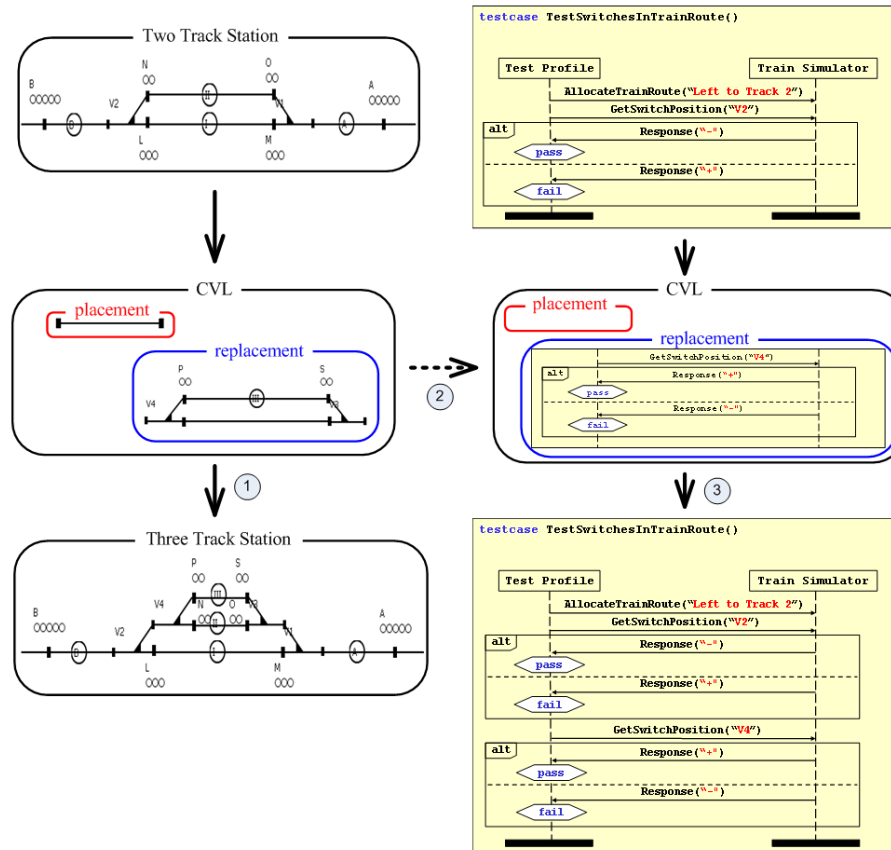 Two Track Station
N
O
B
A
V2
II
V1
D
I
A
L
M
testcase TestSwitchesInTrainRoute()
Test Profile
Train Simulator
AllocateTrainRoute("Left to Track 2")
GetSwitchPosition("V2")
alt
Response("-")
pass
Response("+")
fail
CVL
placement
replacement
P
S
V4
III
V3
2
CVL
placement
replacement
GetSwitchPosition("V4")
alt
Response("+")
pass
Response("-")
fail
1
3
Three Track Station
P
S
III
B
V4
N
O
V3
A
V2
II
V1
D
I
A
L
M
testcase TestSwitchesInTrainRoute()
Test Profile
Train Simulator
AllocateTrainRoute("Left to Track 2")
GetSwitchPosition("V2")
alt
Response("-")
pass
Response("+")
fail
GetSwitchPosition("V4")
alt
Response("+")
pass
Response("-")
fail